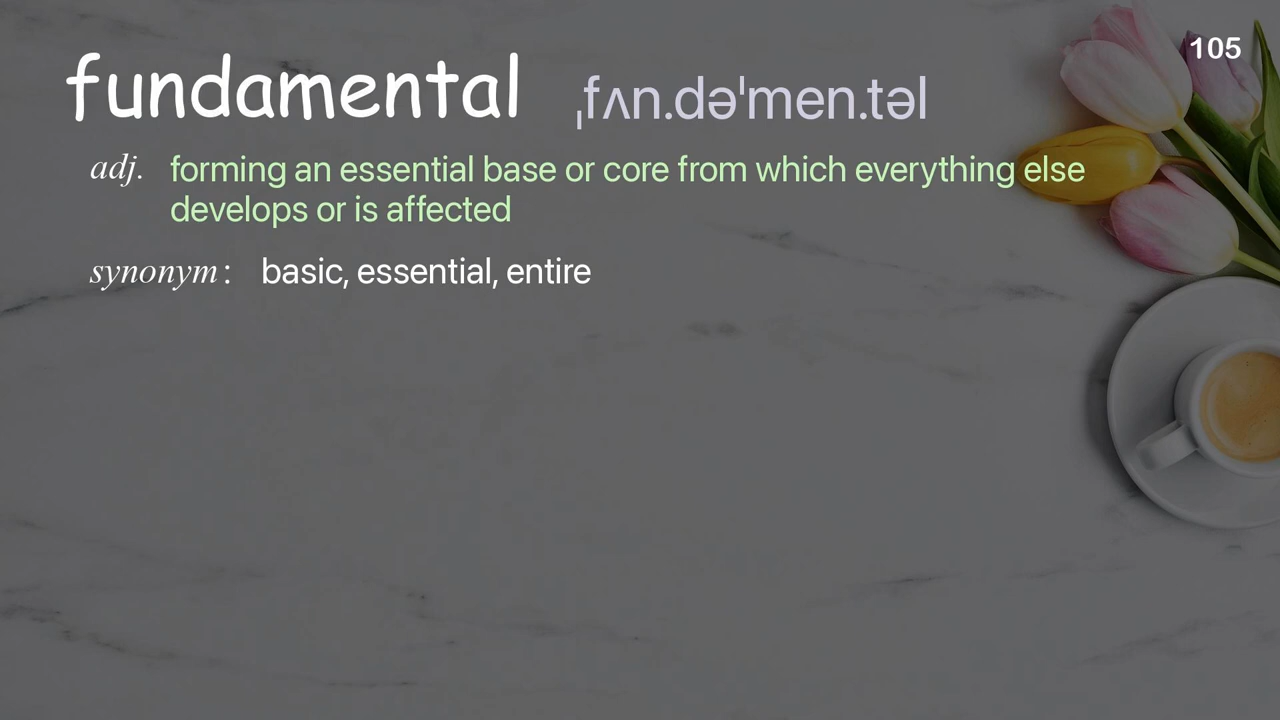 105
fundamental ˌfʌn.dəˈmen.təl
adj. forming an essential base or core from which everything else
develops or is affected
synonym: basic, essential, entire